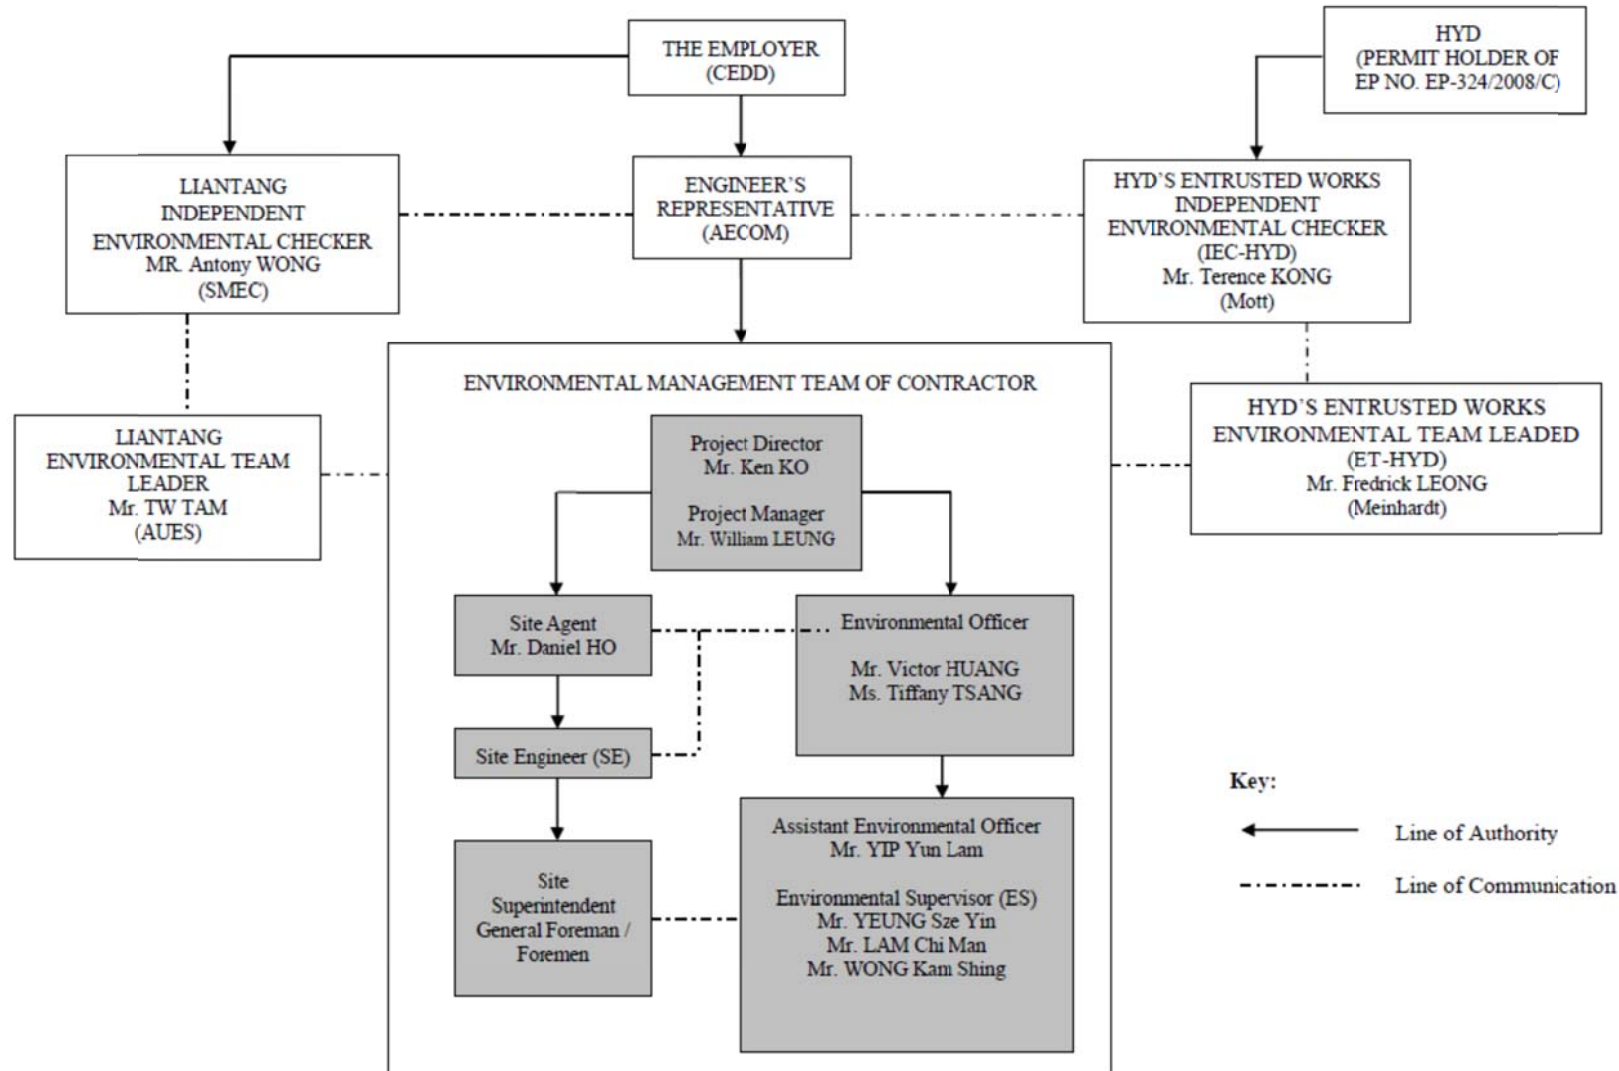 THE EMPLOYER
(CEDD)
HYD
(PERMIT HOLDER OF
EP NO. EP-324/2008/C)
LIANTANG
INDEPENDENT
ENVIRONMENTAL CHECKER
MR. Antony WONG
(SMEC)
ENGINEER'S
REPRESENTATIVE
(AECOM)
HYD'S ENTRUSTED WORKS
INDEPENDENT
ENVIRONMENTAL CHECKER
(IEC-HYD)
Mr. Terence KONG
(Mott)
ENVIRONMENTAL MANAGEMENT TEAM OF CONTRACTOR
LIANTANG
ENVIRONMENTAL TEAM
LEADER
Mr. TW TAM
(AUES)
Project Director
Mr. Ken KO
Project Manager
Mr. William LEUNG
HYD'S ENTRUSTED WORKS
ENVIRONMENTAL TEAM LEADED
(ET-HYD)
Mr. Fredrick LEONG
(Meinhardt)
Site Agent
Mr. Daniel HO
Environmental Officer
Mr. Victor HUANG
Ms. Tiffany TSANG
Site Engineer (SE)
Site
Superintendent
General Foreman /
Foremen
Assistant Environmental Officer
Mr. YIP Yun Lam
Environmental Supervisor (ES)
Mr. YEUNG Sze Yin
Mr. LAM Chi Man
Mr. WONG Kam Shing
Key:
Line of Authority
Line of Communication